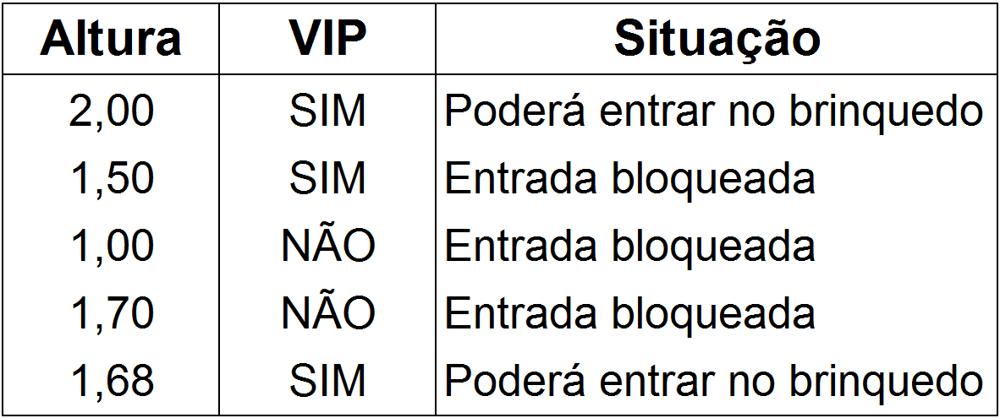 Altura VIP Situação
2,00 SIM Poderá entrar no brinquedo
1,50 SIM Entrada bloqueada
1,00 NÃO Entrada bloqueada
1,70 NÃO Entrada bloqueada
1,68 SIM Poderá entrar no brinquedo